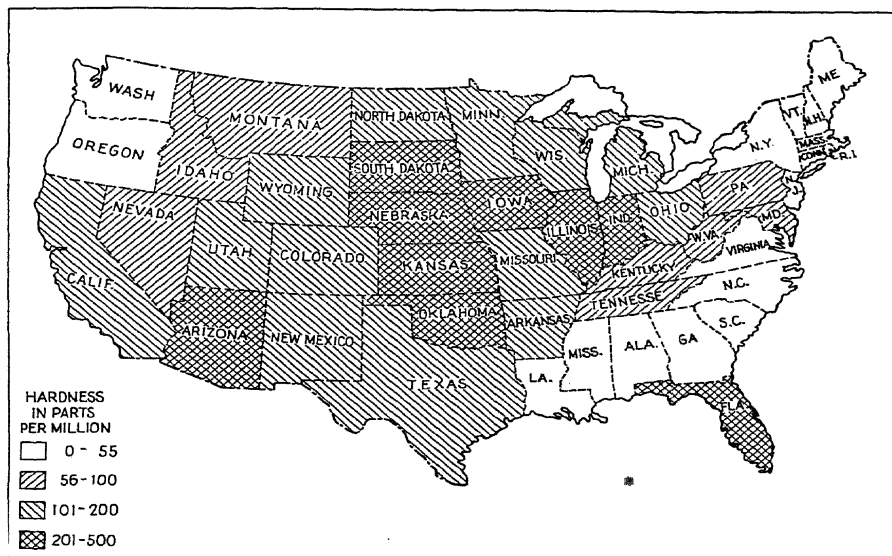 WASH
OREGON
MONTANA
IDAHO
NEVADA
CALIF.
WYOMING
UTAH
COLORADO
ARIZONA
NEW MEXICO
NORTH DAKOTA
SOUTH DAKOTA
NEBRASKA
KANSAS
OKLAHOMA
TEXAS
MINN.
IOWA
MISSOURI
ARKANSAS
LA.
WIS.
ILLINOIS
MICH.
IND.
OHIO
KENTUCKY
TENNESSE
MISS.
ALA.
GA
FLA.
S.C.
N.C.
VIRGINIA
W.VA.
MD.
PA.
N.J.
N.Y.
CONN.
R.I
MASS.
VT.
N.H.
ME.
HARDNESS
IN PARTS
PER MILLION
0 - 55
56-100
101-200
201-500